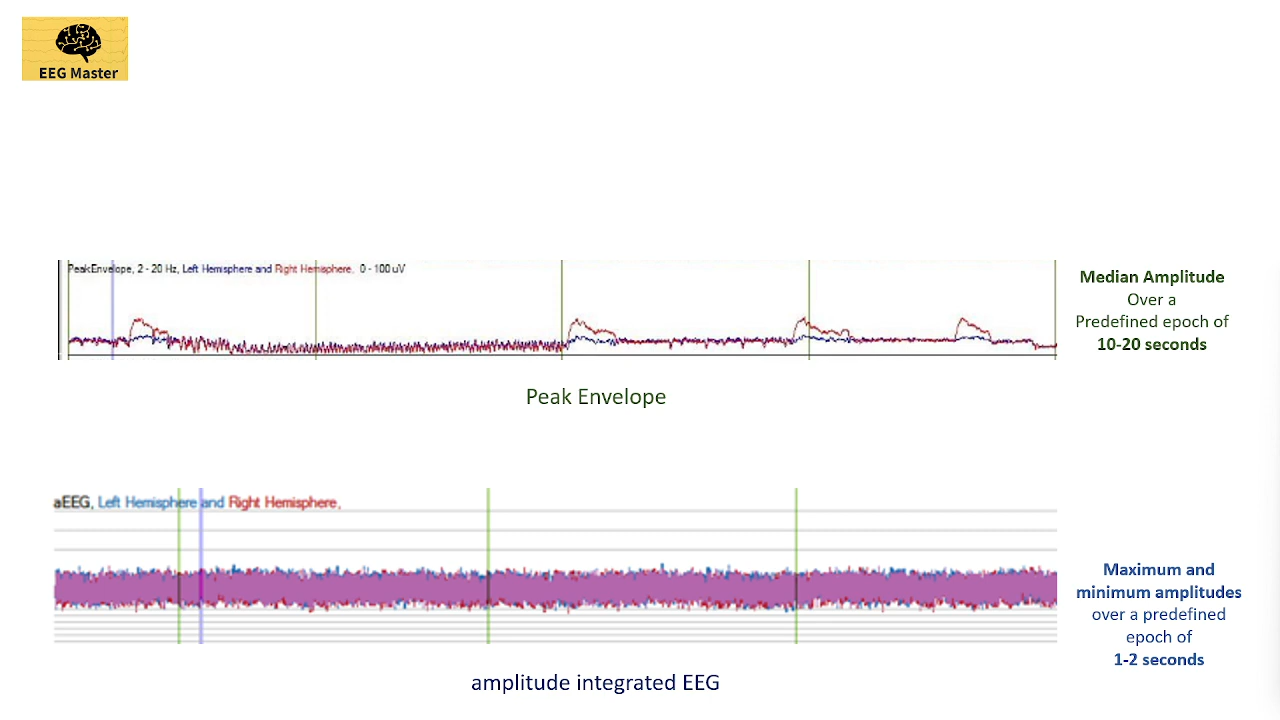 EEG Master
PeakEnvelope, 2 - 20 Hz, Left Hemisphere and Right Hemisphere, 0 - 100 uV
Median Amplitude
Over a
Predefined epoch of
10-20 seconds
Peak Envelope
aEEG, Left Hemisphere and Right Hemisphere,
Maximum and
minimum amplitudes
over a predefined
epoch of
1-2 seconds
amplitude integrated EEG